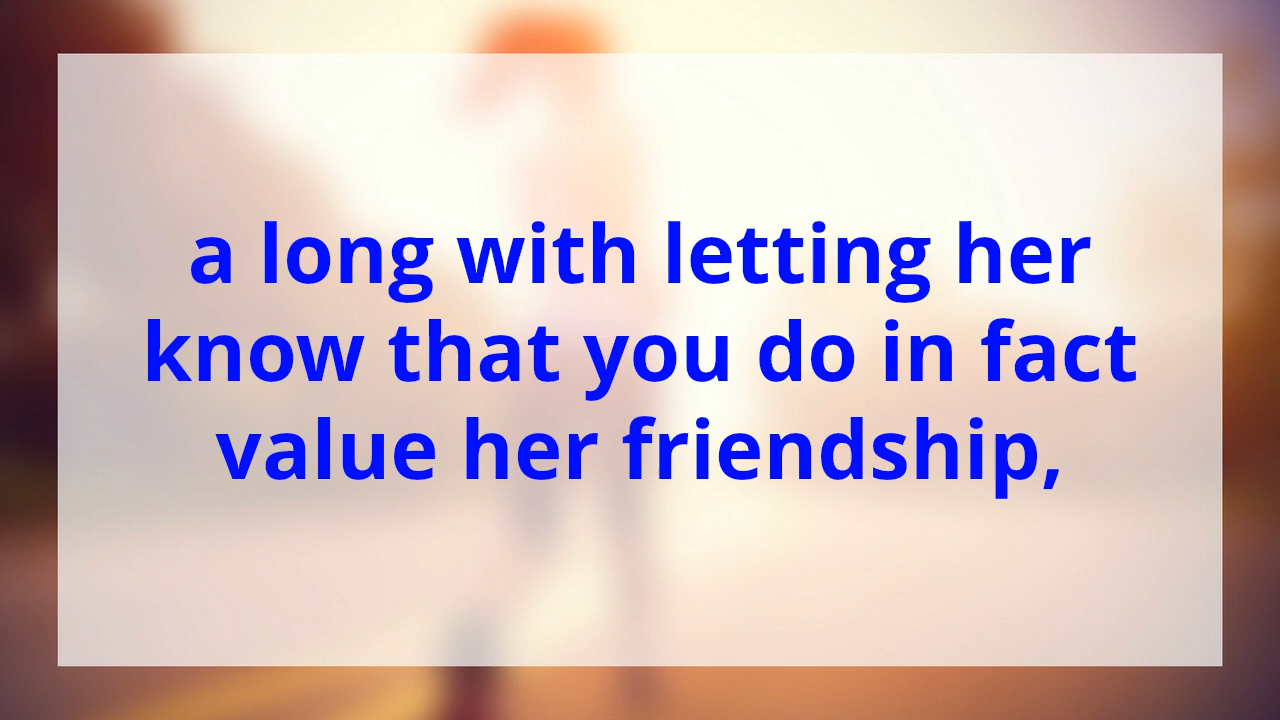 a long with letting her
know that you do in fact
value her friendship,